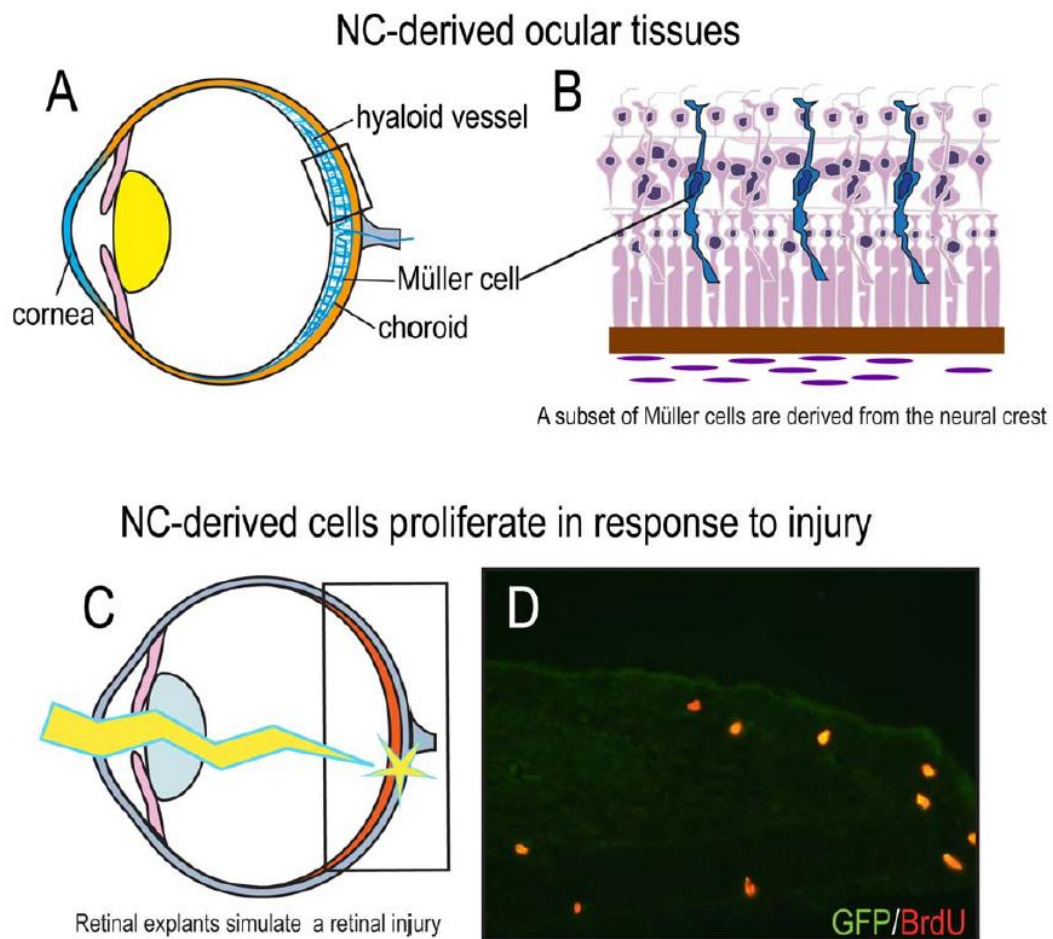 NC-derived ocular tissues
A
hyaloid vessel
Müller cell
choroid
cornea
B
A subset of Müller cells are derived from the neural crest
NC-derived cells proliferate in response to injury
C
Retinal explants simulate a retinal injury
D
GFP/BrdU